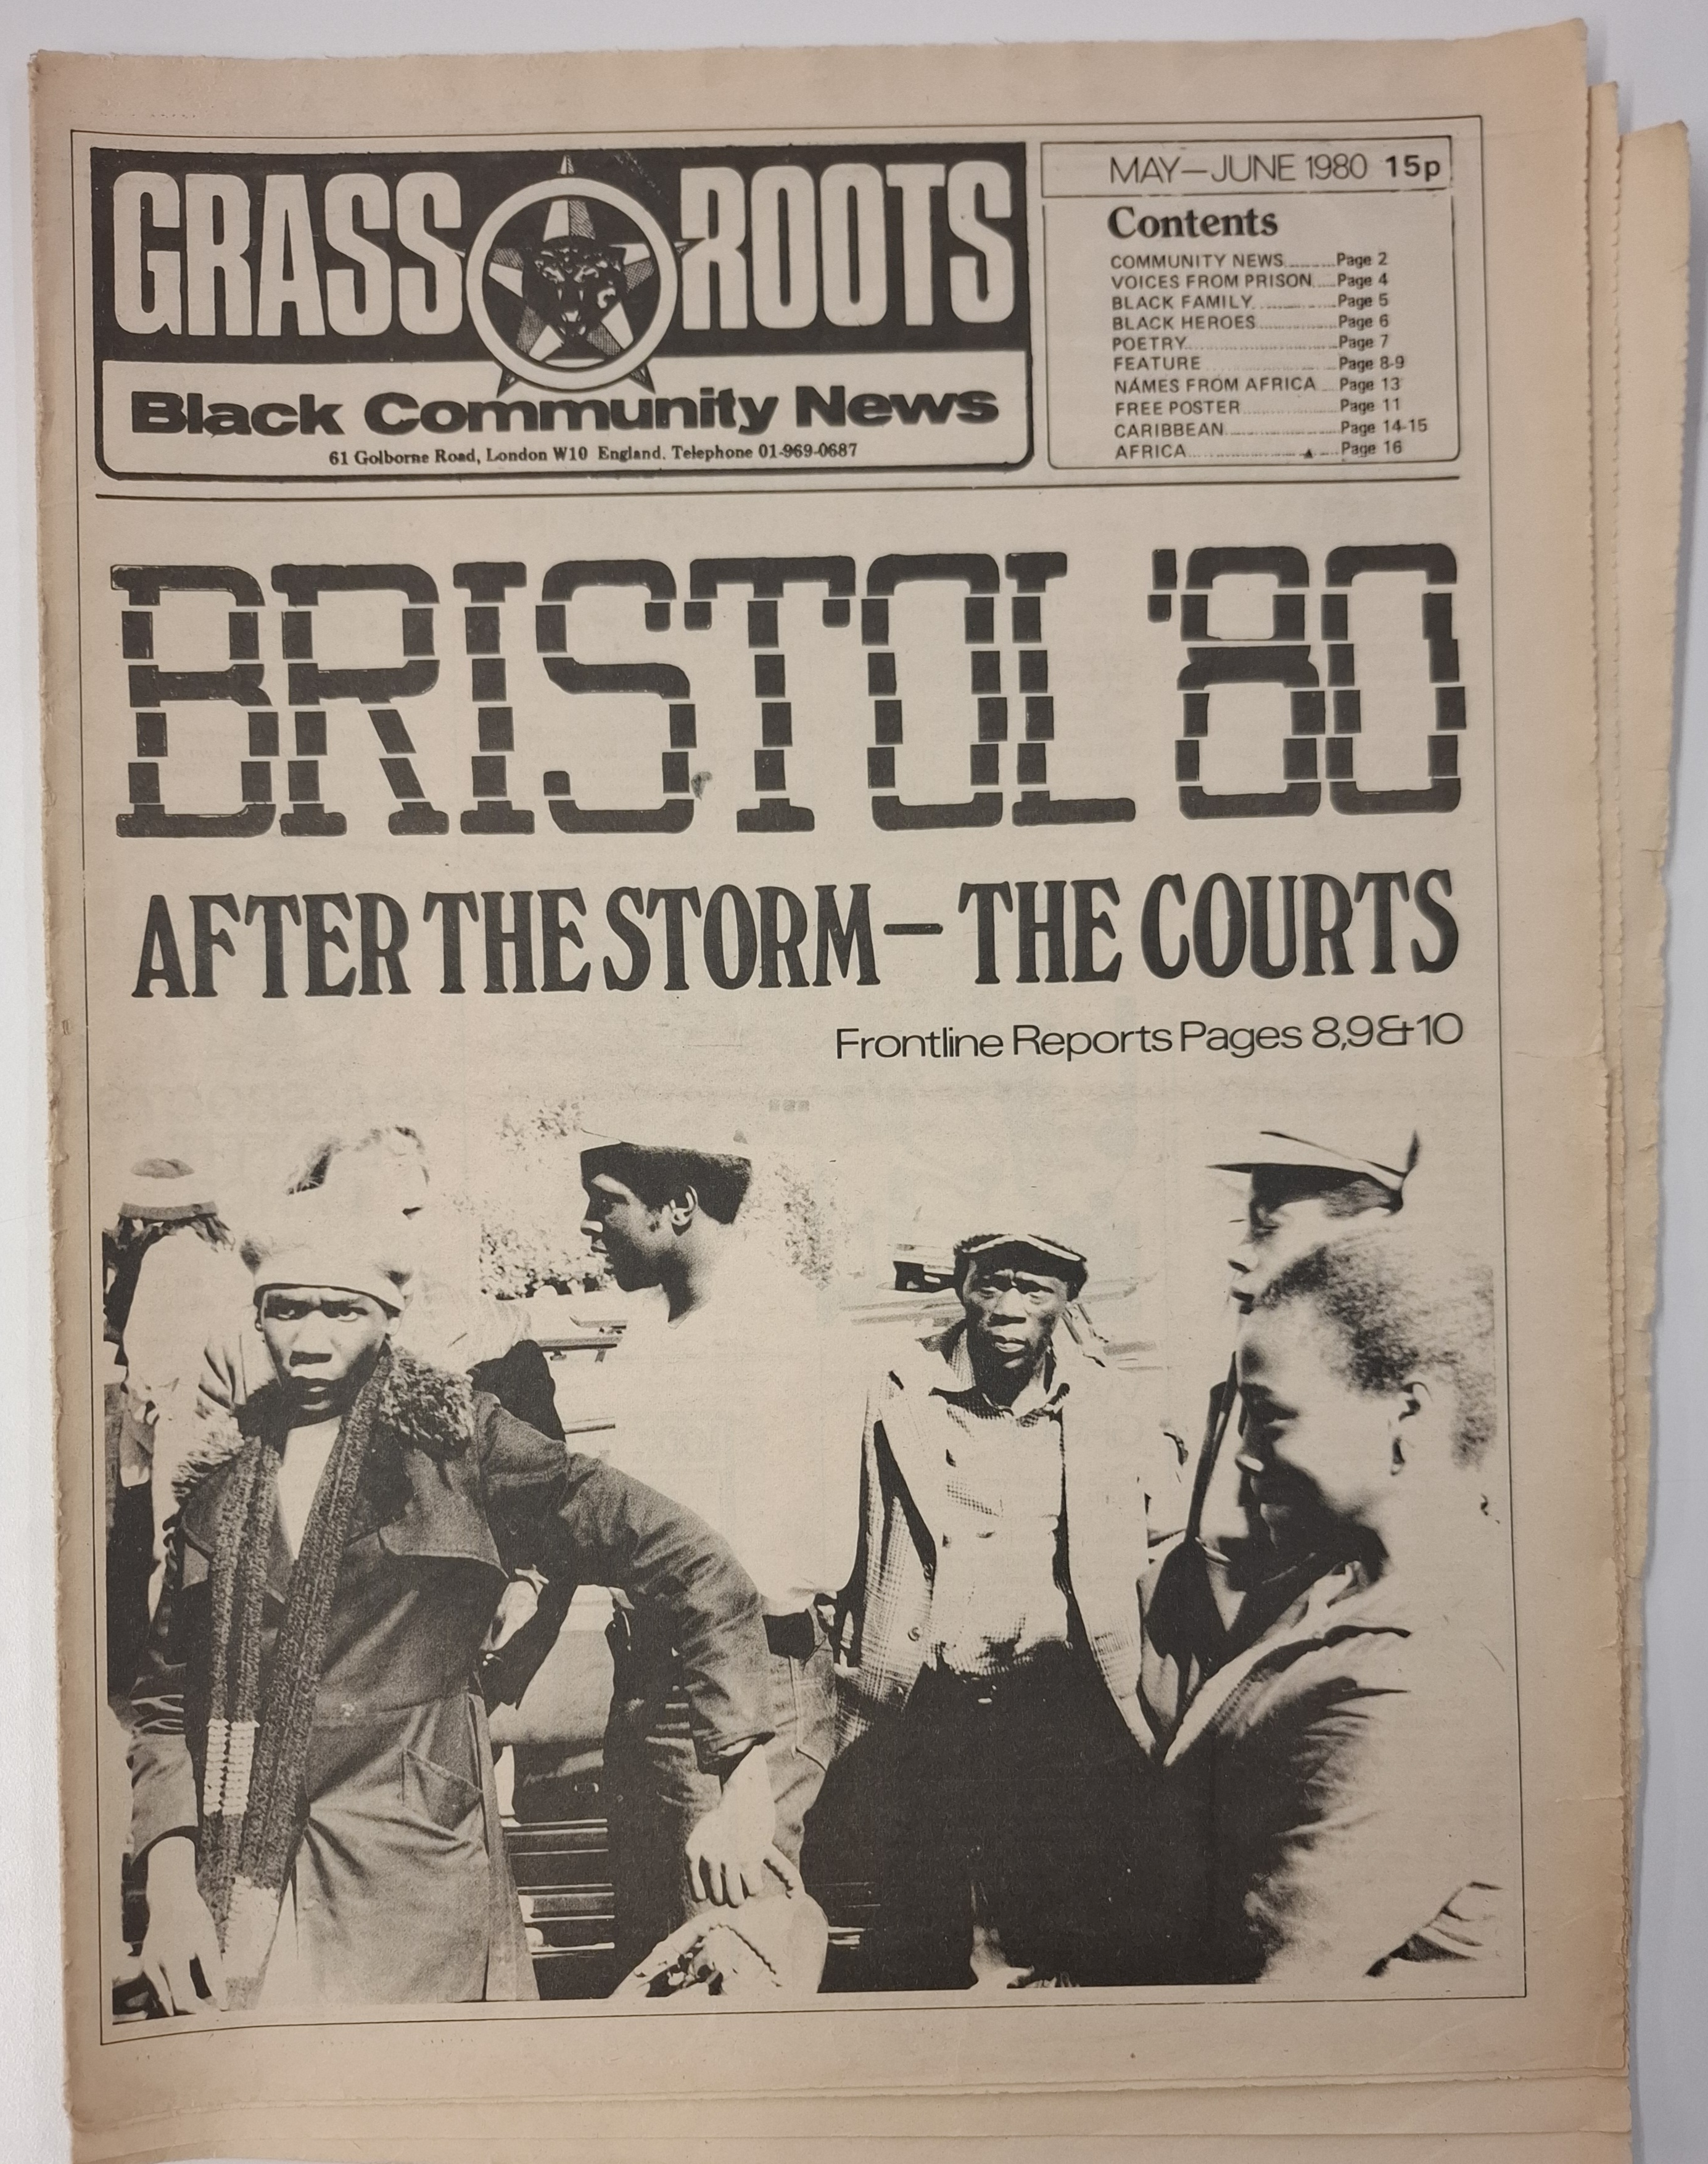 GRASS ROOTS
Black Community News
61 Golborne Road, London W10 England. Telephone 01-969-0687
MAY—JUNE 1980 15p
Contents
COMMUNITY NEWS..........Page 2
VOICES FROM PRISON.....Page 4
BLACK FAMILY...............Page 5
BLACK HEROES...............Page 6
POETRY...........................Page 7
FEATURE.........................Page 8-9
NAMES FROM AFRICA....Page 13
FREE POSTER..................Page 11
CARIBBEAN.....................Page 14-15
AFRICA...........................Page 16
BRISTOL '80
AFTER THE STORM — THE COURTS
Frontline Reports Pages 8,9&10